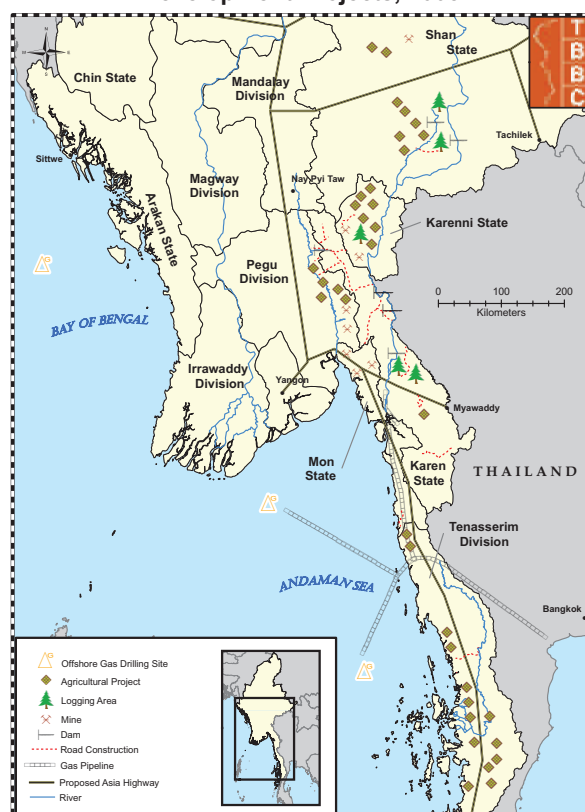 Shan
State
T
B
B
C
Chin State
Mandalay
Division
Tachilek
Sittwe
Magway
Division
Nay Pyi Taw
Arakan State
Karenni State
Pegu
Division
G
0 100 200
Kilometers
BAY OF BENGAL
Irrawaddy
Division
Yangon
Myawaddy
Mon
State
Karen
State
THAILAND
G
Tenasserim
Division
ANDAMAN SEA
Bangkok
G
G
Offshore Gas Drilling Site
Agricultural Project
Logging Area
Mine
Dam
Road Construction
Gas Pipeline
Proposed Asia Highway
River